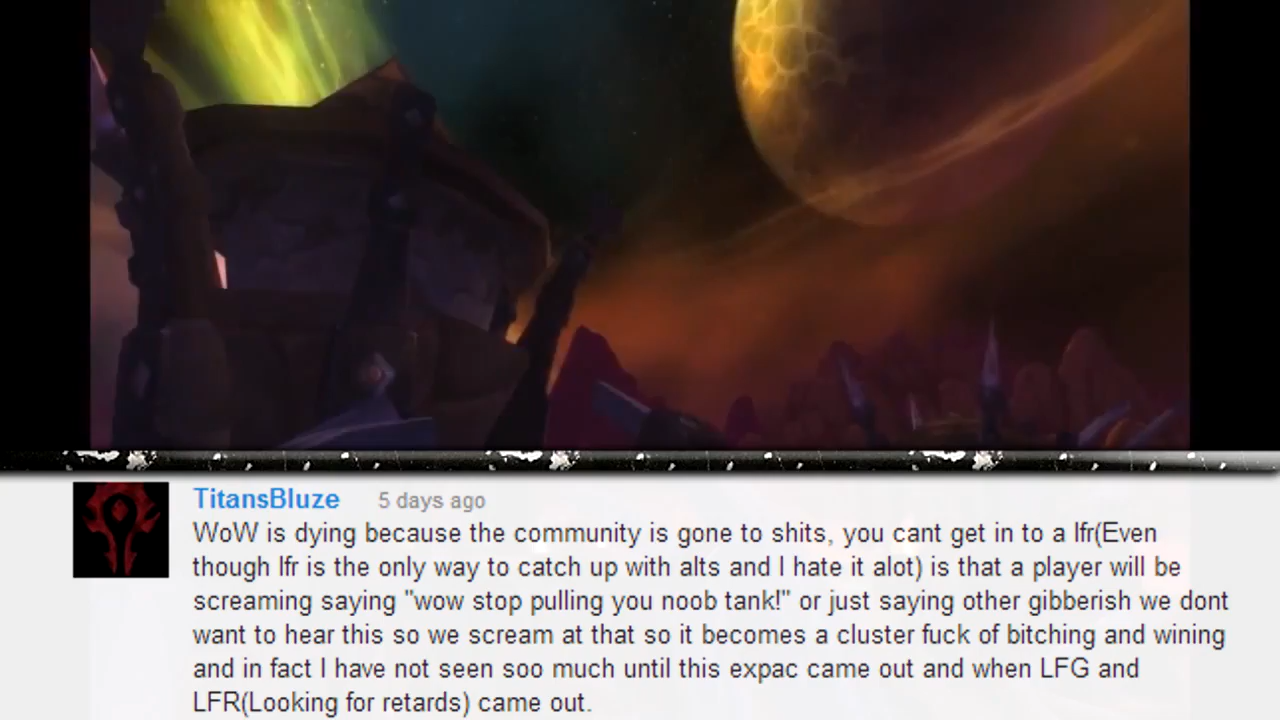 TitansBluze 5 days ago
WoW is dying because the community is gone to shits, you cant get in to a lfr(Even
though lfr is the only way to catch up with alts and I hate it alot) is that a player will be
screaming saying "wow stop pulling you noob tank!" or just saying other gibberish we dont
want to hear this so we scream at that so it becomes a cluster fuck of bitching and wining
and in fact I have not seen soo much until this expac came out and when LFG and
LFR(Looking for retards) came out.